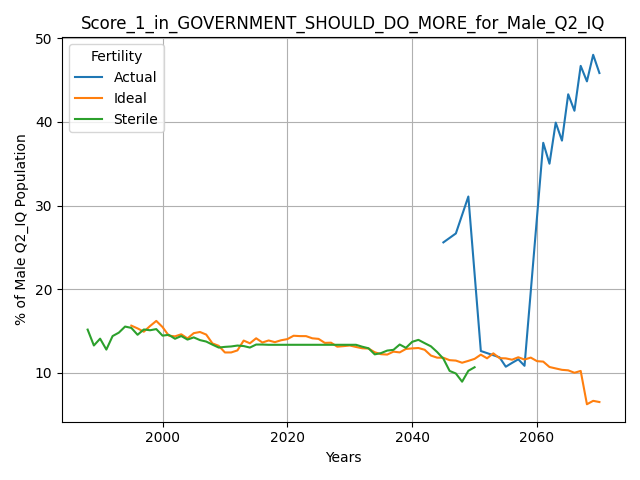 Score_1_in_GOVERNMENT_SHOULD_DO_MORE_for_Male_Q2_IQ
Fertility
Actual
Ideal
Sterile
% of Male Q2_IQ Population
50
40
30
20
10
2000
2020
2040
2060
Years